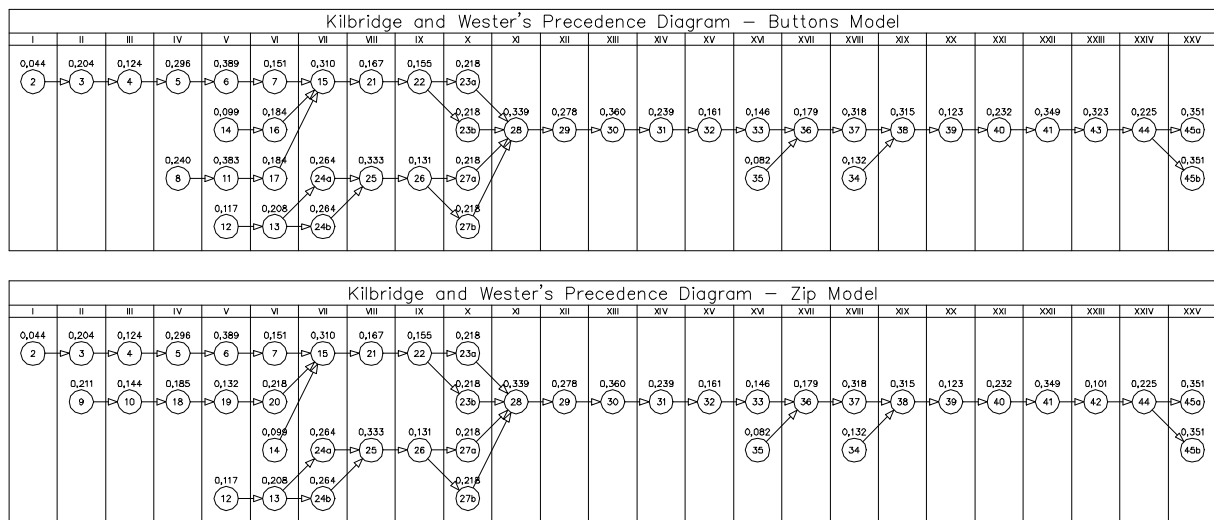 Kilbridge and Wester's Precedence Diagram – Buttons Model
I II III IV V VI VII VIII IX X XI XII XIII XIV XV XVI XVII XVIII XIX XX XXI XXII XXIII XXIV XXV
0,044 0,204 0,124 0,296 0,389 0,151 0,310 0,167 0,155 0,218
2 3 4 5 6 7 15 21 22 23a
0,099 0,184 0,218 0,339 0,278 0,360 0,239 0,161 0,146 0,179 0,318 0,315 0,123 0,232 0,349 0,323 0,225 0,351
14 16 23b 28 29 30 31 32 33 36 37 38 39 40 41 43 44 45a
0,240 0,383 0,184 0,264 0,333 0,131 0,218 0,082 0,132 0,351
8 11 17 24a 25 26 27a 35 34 45b
0,117 0,208 0,264 0,218
12 13 24b 27b
Kilbridge and Wester's Precedence Diagram – Zip Model
I II III IV V VI VII VIII IX X XI XII XIII XIV XV XVI XVII XVIII XIX XX XXI XXII XXIII XXIV XXV
0,044 0,204 0,124 0,296 0,389 0,151 0,310 0,167 0,155 0,218
2 3 4 5 6 7 15 21 22 23a
0,211 0,144 0,185 0,132 0,218 0,218 0,339 0,278 0,360 0,239 0,161 0,146 0,179 0,318 0,315 0,123 0,232 0,349 0,101 0,225 0,351
9 10 18 19 20 23b 28 29 30 31 32 33 36 37 38 39 40 41 42 44 45a
0,099 0,264 0,333 0,131 0,218 0,082 0,132 0,351
14 24a 25 26 27a 35 34 45b
0,117 0,208 0,264 0,218
12 13 24b 27b